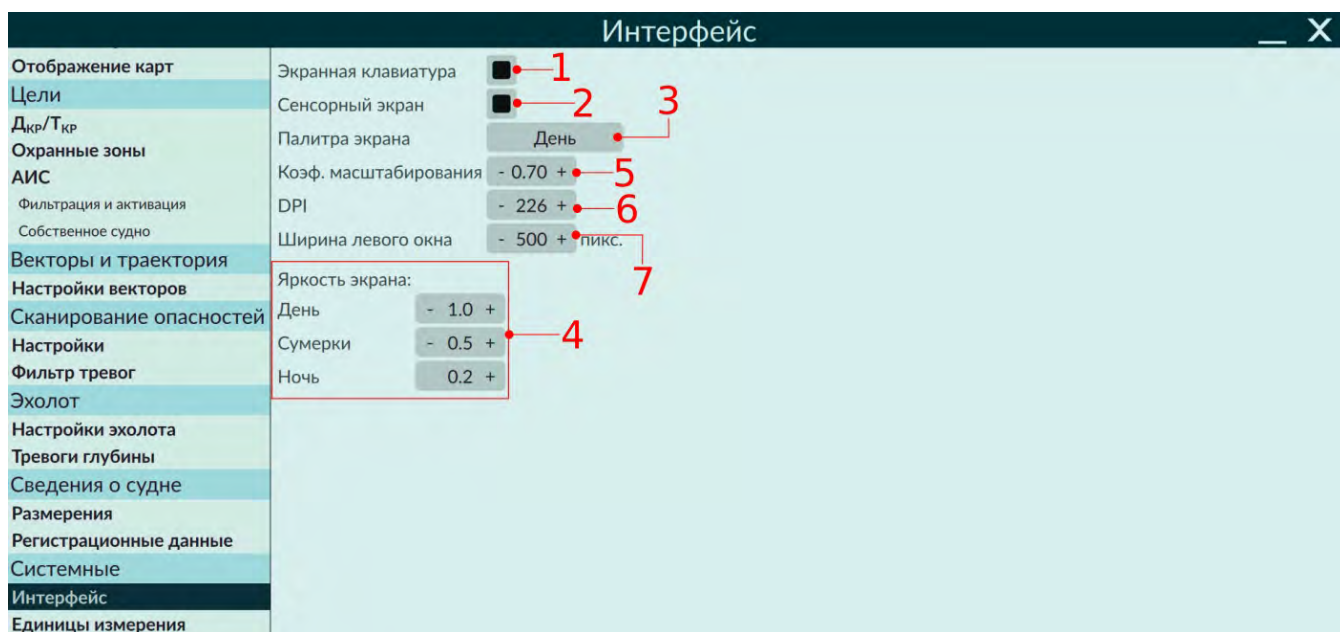 Интерфейс
_ X
Отображение карт
Цели
Дкр/Ткр
Охранные зоны
АИС
Фильтрация и активация
Собственное судно
Векторы и траектория
Настройки векторов
Сканирование опасностей
Настройки
Фильтр тревог
Эхолот
Настройки эхолота
Тревоги глубины
Сведения о судне
Размерения
Регистрационные данные
Системные
Интерфейс
Единицы измерения
Экранная клавиатура 1
Сенсорный экран 2
Палитра экрана День 3
Коэф. масштабирования - 0.70 + 5
DPI - 226 + 6
Ширина левого окна - 500 + пикс. 7
Яркость экрана:
День - 1.0 +
Сумерки - 0.5 + 4
Ночь 0.2 +